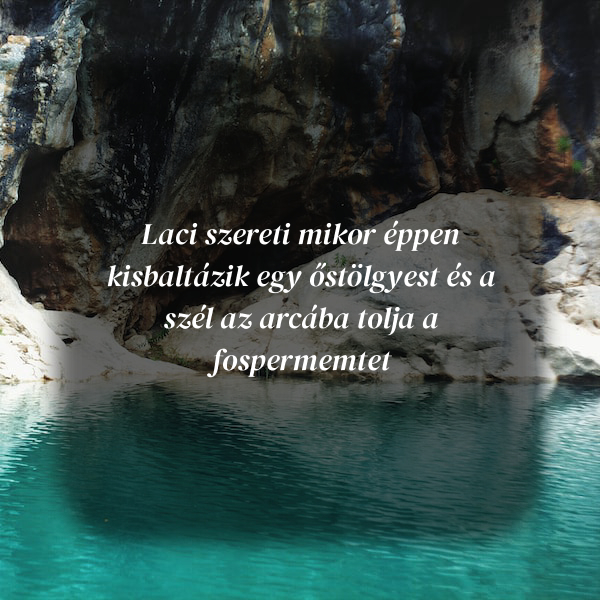 Laci szereti mikor éppen
kisbaltázik egy őstölgyest és a
szél az arcába tolja a
fospermemtet